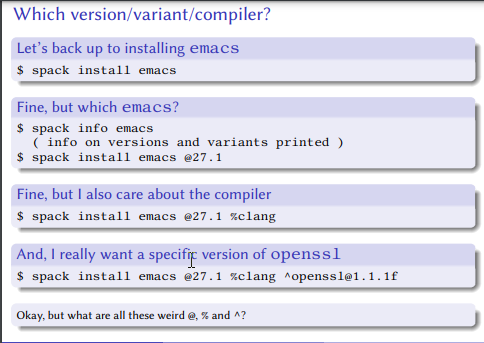 Which version/variant/compiler?
Let's back up to installing emacs
$ spack install emacs
Fine, but which emacs?
$ spack info emacs
( info on versions and variants printed )
$ spack install emacs @27.1
Fine, but I also care about the compiler
$ spack install emacs @27.1 %clang
And, I really want a specific version of openssl
$ spack install emacs @27.1 %clang ^openssl@1.1.1f
Okay, but what are all these weird @, % and ^?